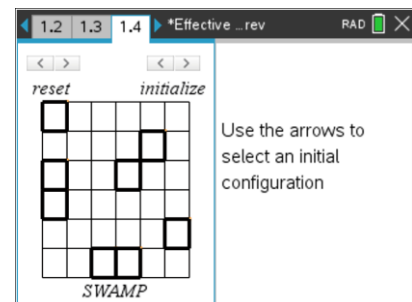 1.2 1.3 1.4 *Effective ...rev RAD
reset initialize
Use the arrows to
select an initial
configuration
SWAMP